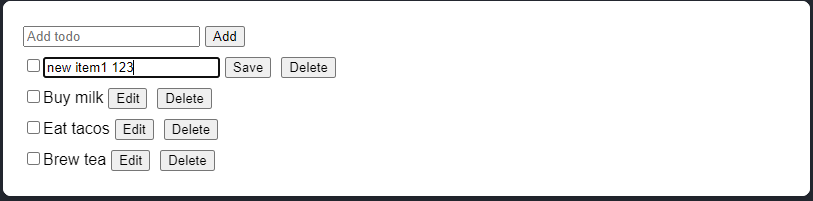 Add todo Add
new item1 123 Save Delete
Buy milk Edit Delete
Eat tacos Edit Delete
Brew tea Edit Delete